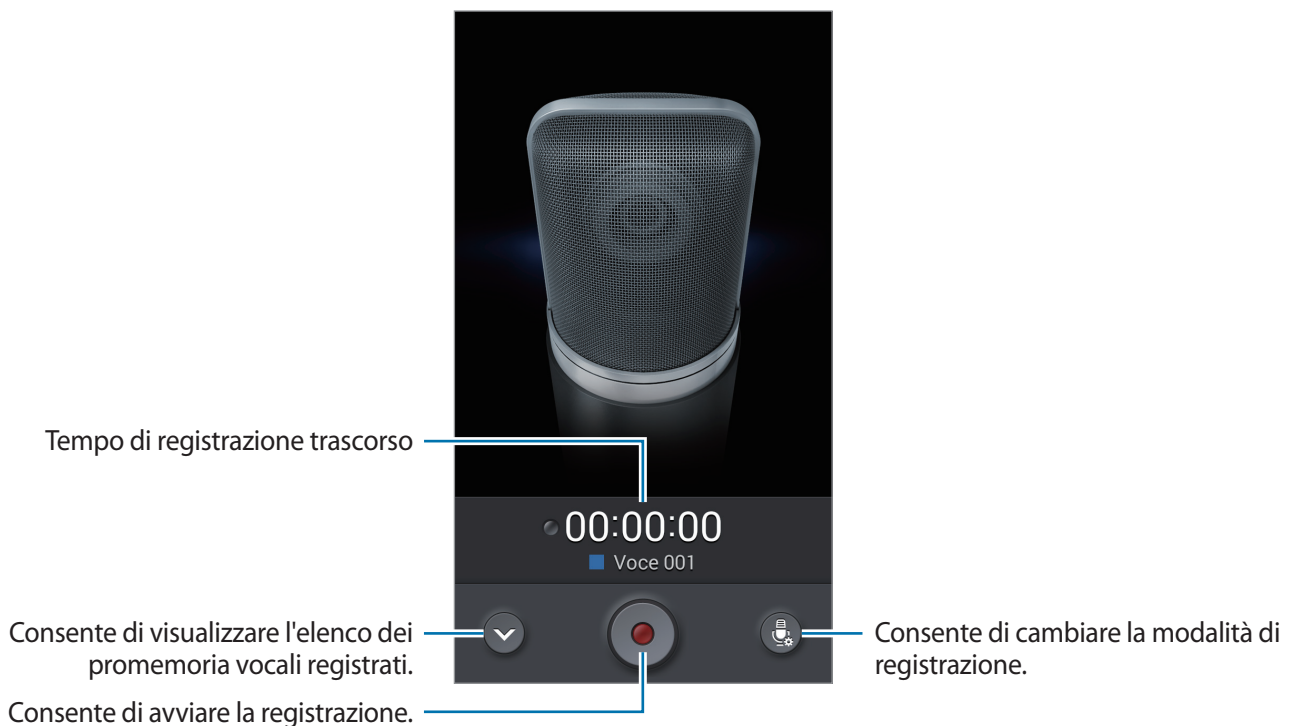 Tempo di registrazione trascorso
00:00:00
Voce 001
Consente di visualizzare l'elenco dei
promemoria vocali registrati.
Consente di cambiare la modalità di
registrazione.
Consente di avviare la registrazione.